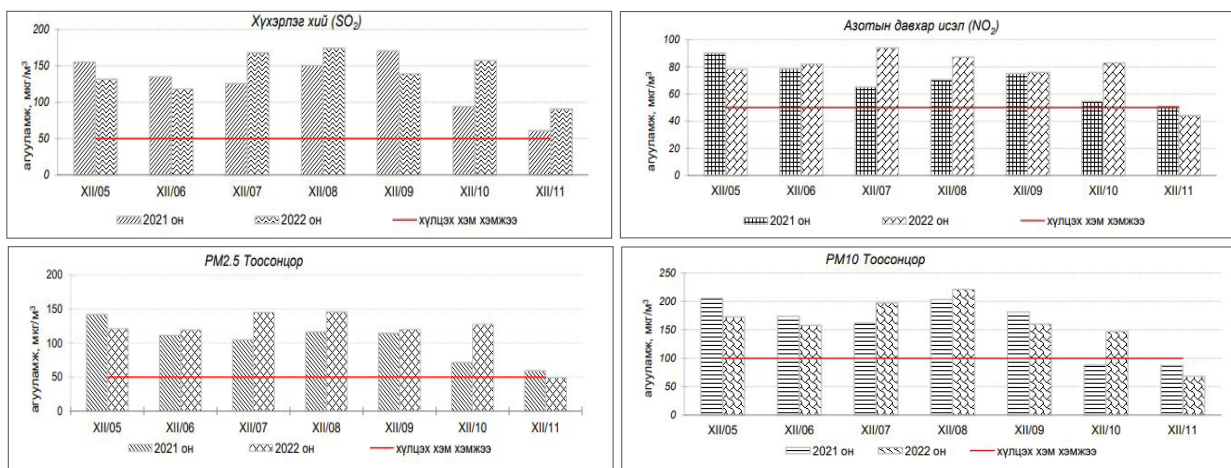 Хүхэрлэг хий (SO₂)
агууламж, мкг/м³
200
150
100
50
0
XII/05 XII/06 XII/07 XII/08 XII/09 XII/10 XII/11
2021 он 2022 он хүлцэх хэм хэмжээ
Азотын давхар исэл (NO₂)
агууламж, мкг/м³
100
80
60
40
20
0
XII/05 XII/06 XII/07 XII/08 XII/09 XII/10 XII/11
2021 он 2022 он хүлцэх хэм хэмжээ
PM2.5 Тоосонцор
агууламж, мкг/м³
200
150
100
50
0
XII/05 XII/06 XII/07 XII/08 XII/09 XII/10 XII/11
2021 он 2022 он хүлцэх хэм хэмжээ
PM10 Тоосонцор
агууламж, мкг/м³
250
200
150
100
50
0
XII/05 XII/06 XII/07 XII/08 XII/09 XII/10 XII/11
2021 он 2022 он хүлцэх хэм хэмжээ